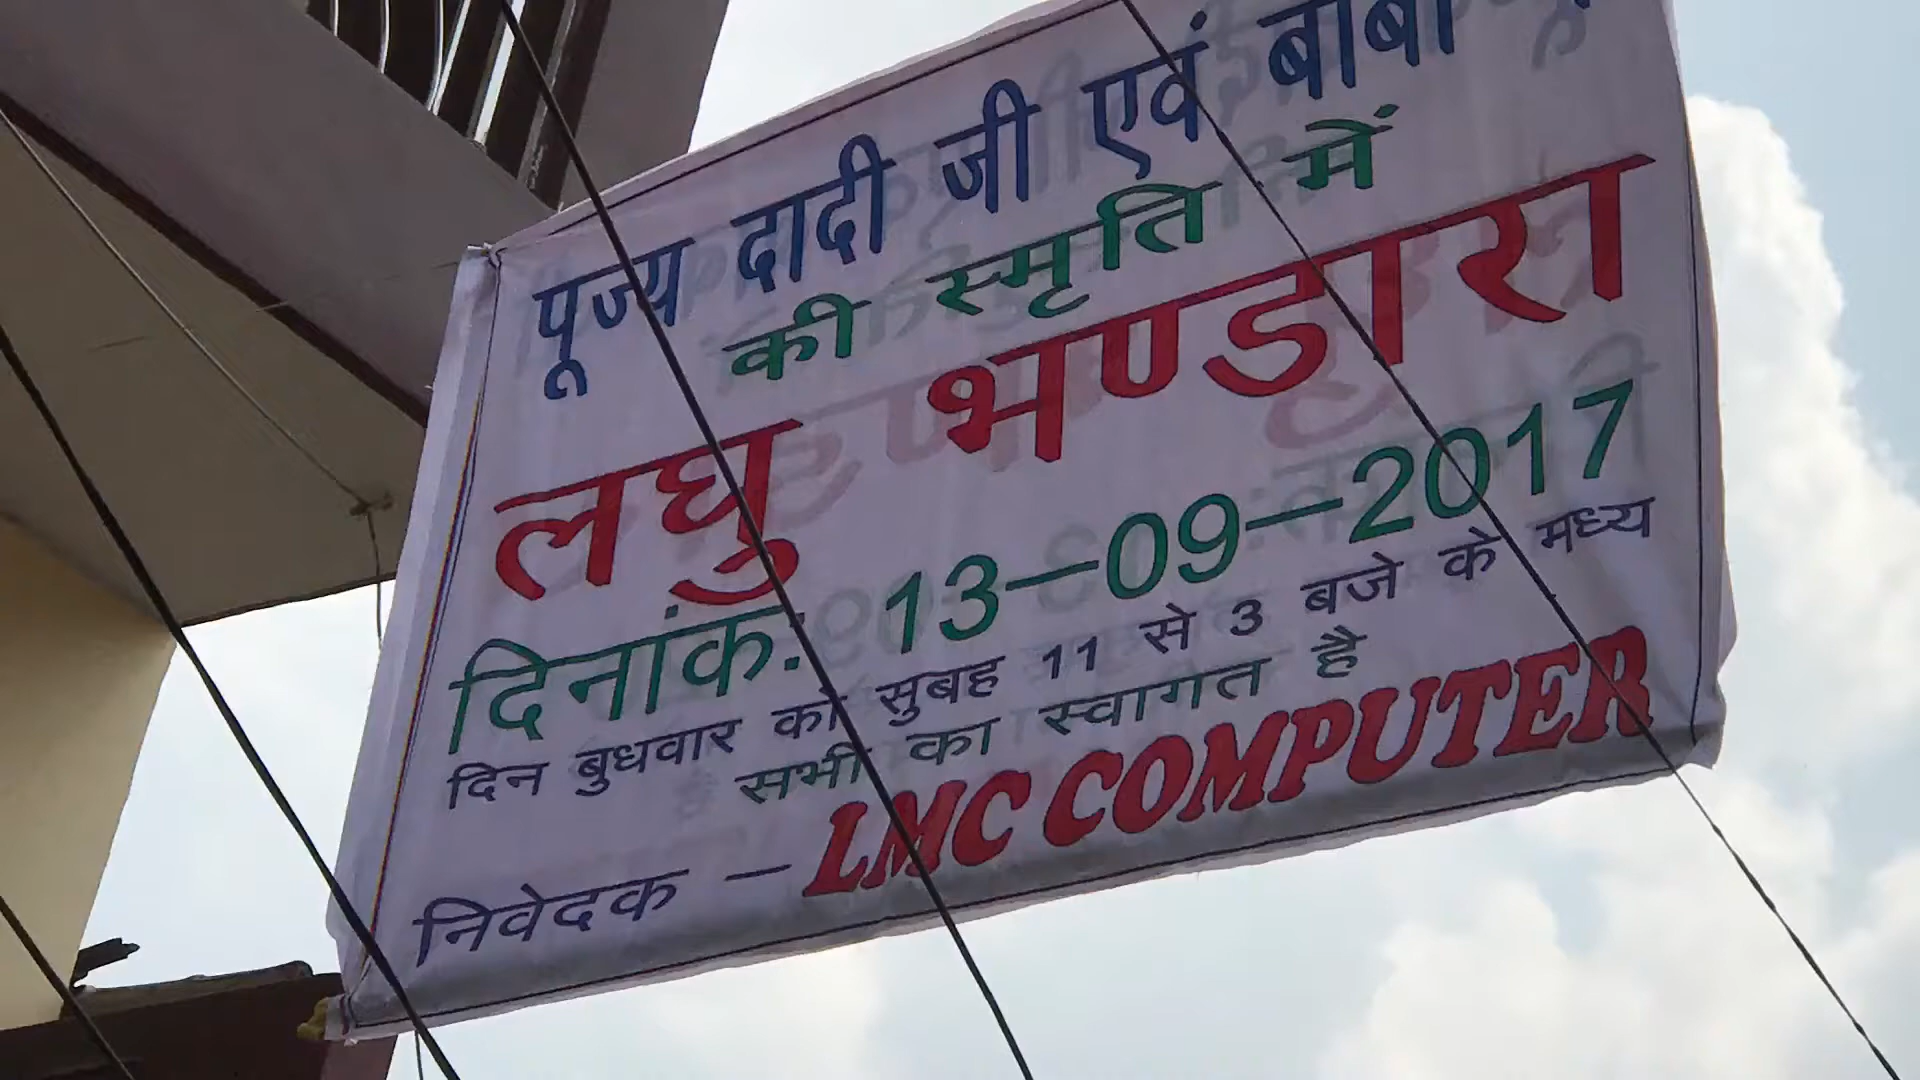 पूज्य दादी जी एवं बाबा
की स्मृति में
लघु भण्डारा
दिनांक: 13-09-2017
दिन बुधवार को सुबह 11 से 3 बजे के मध्य
सभी का स्वागत है
निवेदक - LMC COMPUTER